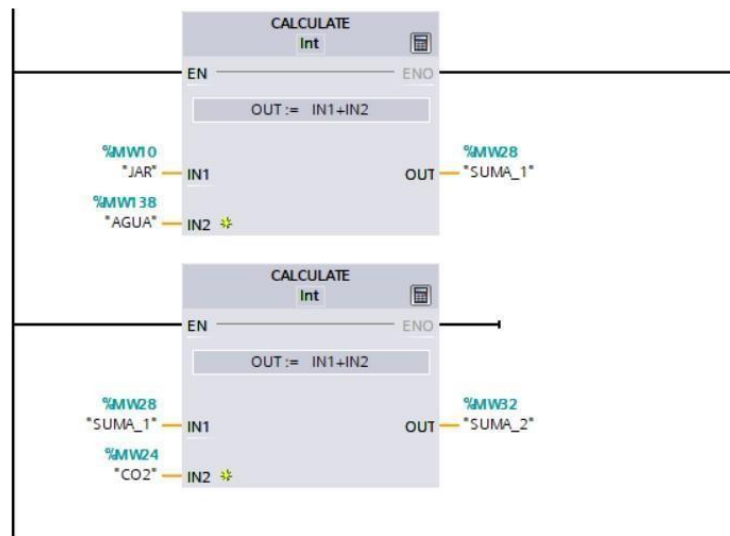 CALCULATE
Int
EN ENO
OUT := IN1+IN2
%MW10
"JAR" IN1
%MW28
OUT "SUMA_1"
%MW138
"AGUA" IN2
CALCULATE
Int
EN ENO
OUT := IN1+IN2
%MW28
"SUMA_1" IN1
%MW32
OUT "SUMA_2"
%MW24
"CO2" IN2